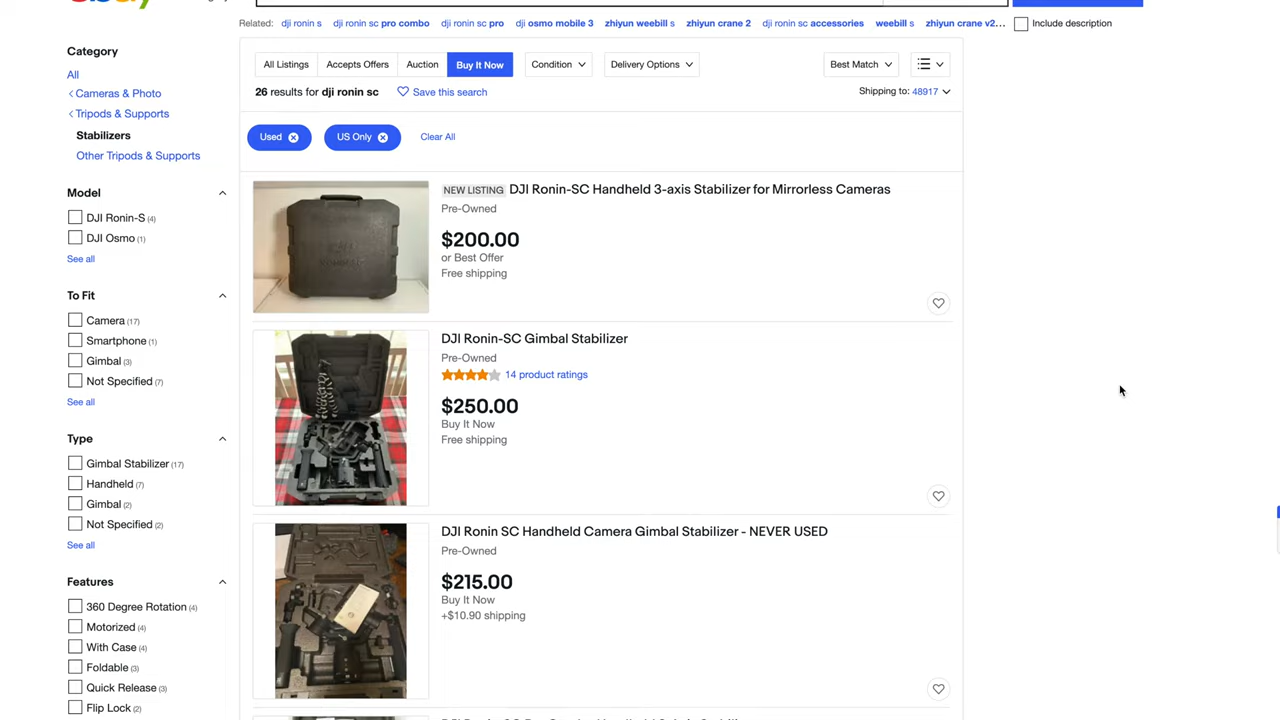 Related: dji ronin s dji ronin sc pro combo dji ronin sc pro dji osmo mobile 3 zhiyun weebill s zhiyun crane 2 dji ronin sc accessories weebill s zhiyun crane v2... Include description
Category
All
Cameras & Photo
Tripods & Supports
Stabilizers
Other Tripods & Supports
Model
DJI Ronin-S (4)
DJI Osmo (1)
See all
To Fit
Camera (17)
Smartphone (1)
Gimbal (3)
Not Specified (7)
See all
Type
Gimbal Stabilizer (17)
Handheld (7)
Gimbal (2)
Not Specified (2)
See all
Features
360 Degree Rotation (4)
Motorized (4)
With Case (4)
Foldable (3)
Quick Release (3)
Flip Lock (2)
All Listings Accepts Offers Auction Buy It Now Condition Delivery Options Best Match
26 results for dji ronin sc Save this search Shipping to: 48917
Used US Only Clear All
NEW LISTING DJI Ronin-SC Handheld 3-axis Stabilizer for Mirrorless Cameras
Pre-Owned
$200.00
or Best Offer
Free shipping
DJI Ronin-SC Gimbal Stabilizer
Pre-Owned
14 product ratings
$250.00
Buy It Now
Free shipping
DJI Ronin SC Handheld Camera Gimbal Stabilizer - NEVER USED
Pre-Owned
$215.00
Buy It Now
+$10.90 shipping